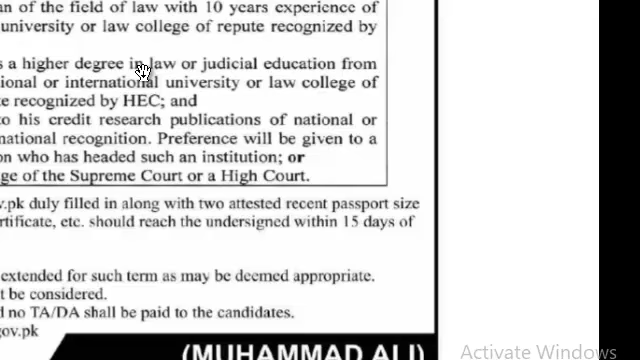 an of the field of law with 10 years experience of
university or law college of repute recognized by
s a higher degree in law or judicial education from
ional or international university or law college of
te recognized by HEC; and
to his credit research publications of national or
national recognition. Preference will be given to a
on who has headed such an institution; or
ge of the Supreme Court or a High Court.
v.pk duly filled in along with two attested recent passport size
rtificate, etc. should reach the undersigned within 15 days of
extended for such term as may be deemed appropriate.
t be considered.
d no TA/DA shall be paid to the candidates.
gov.pk
(MUHAMMAD ALI)
Activate Windows